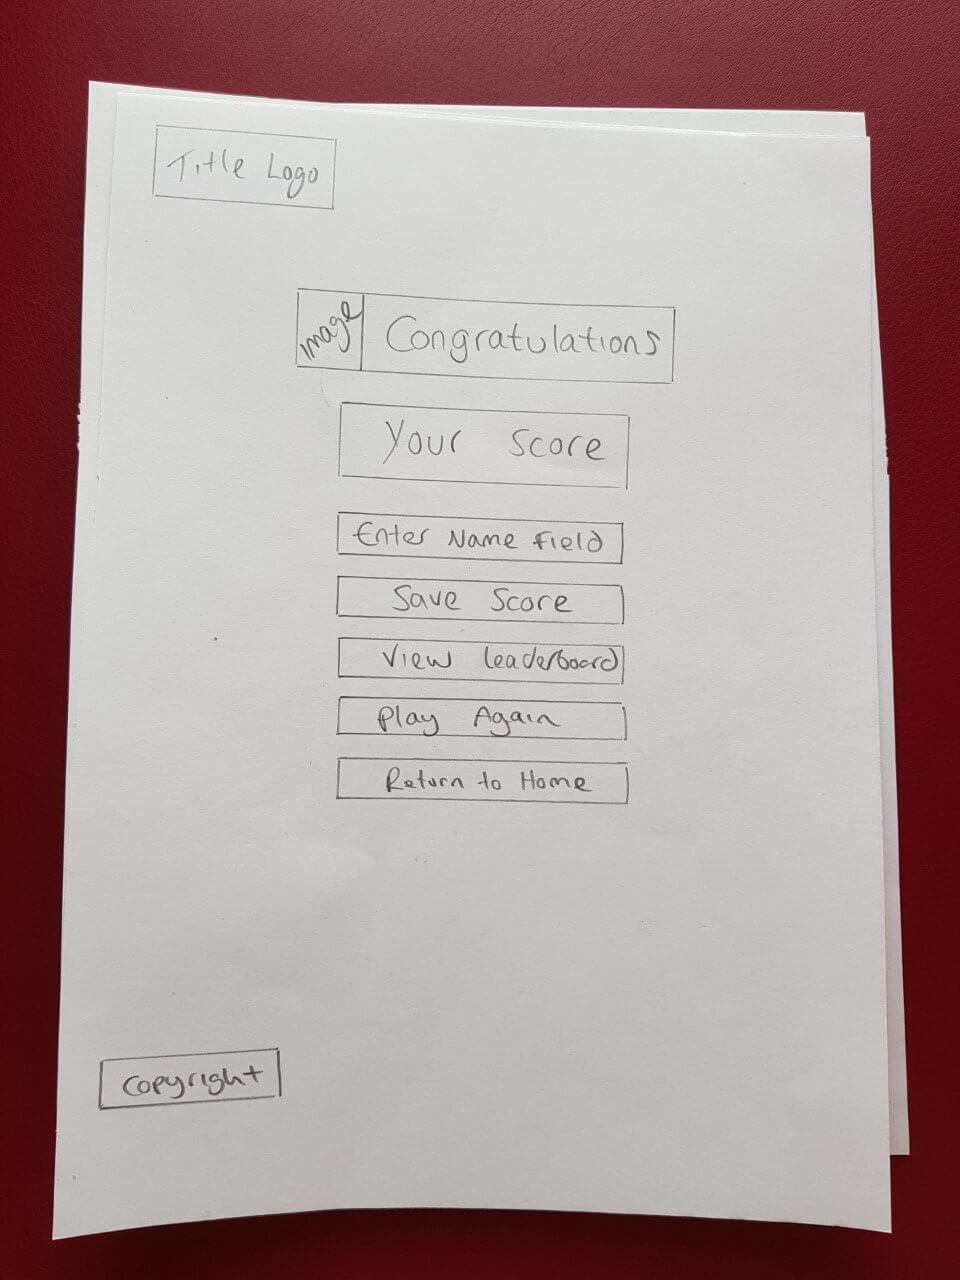 Title Logo
image
Congratulations
Your Score
Enter Name Field
Save Score
View leaderboard
Play Again
Return to Home
Copyright